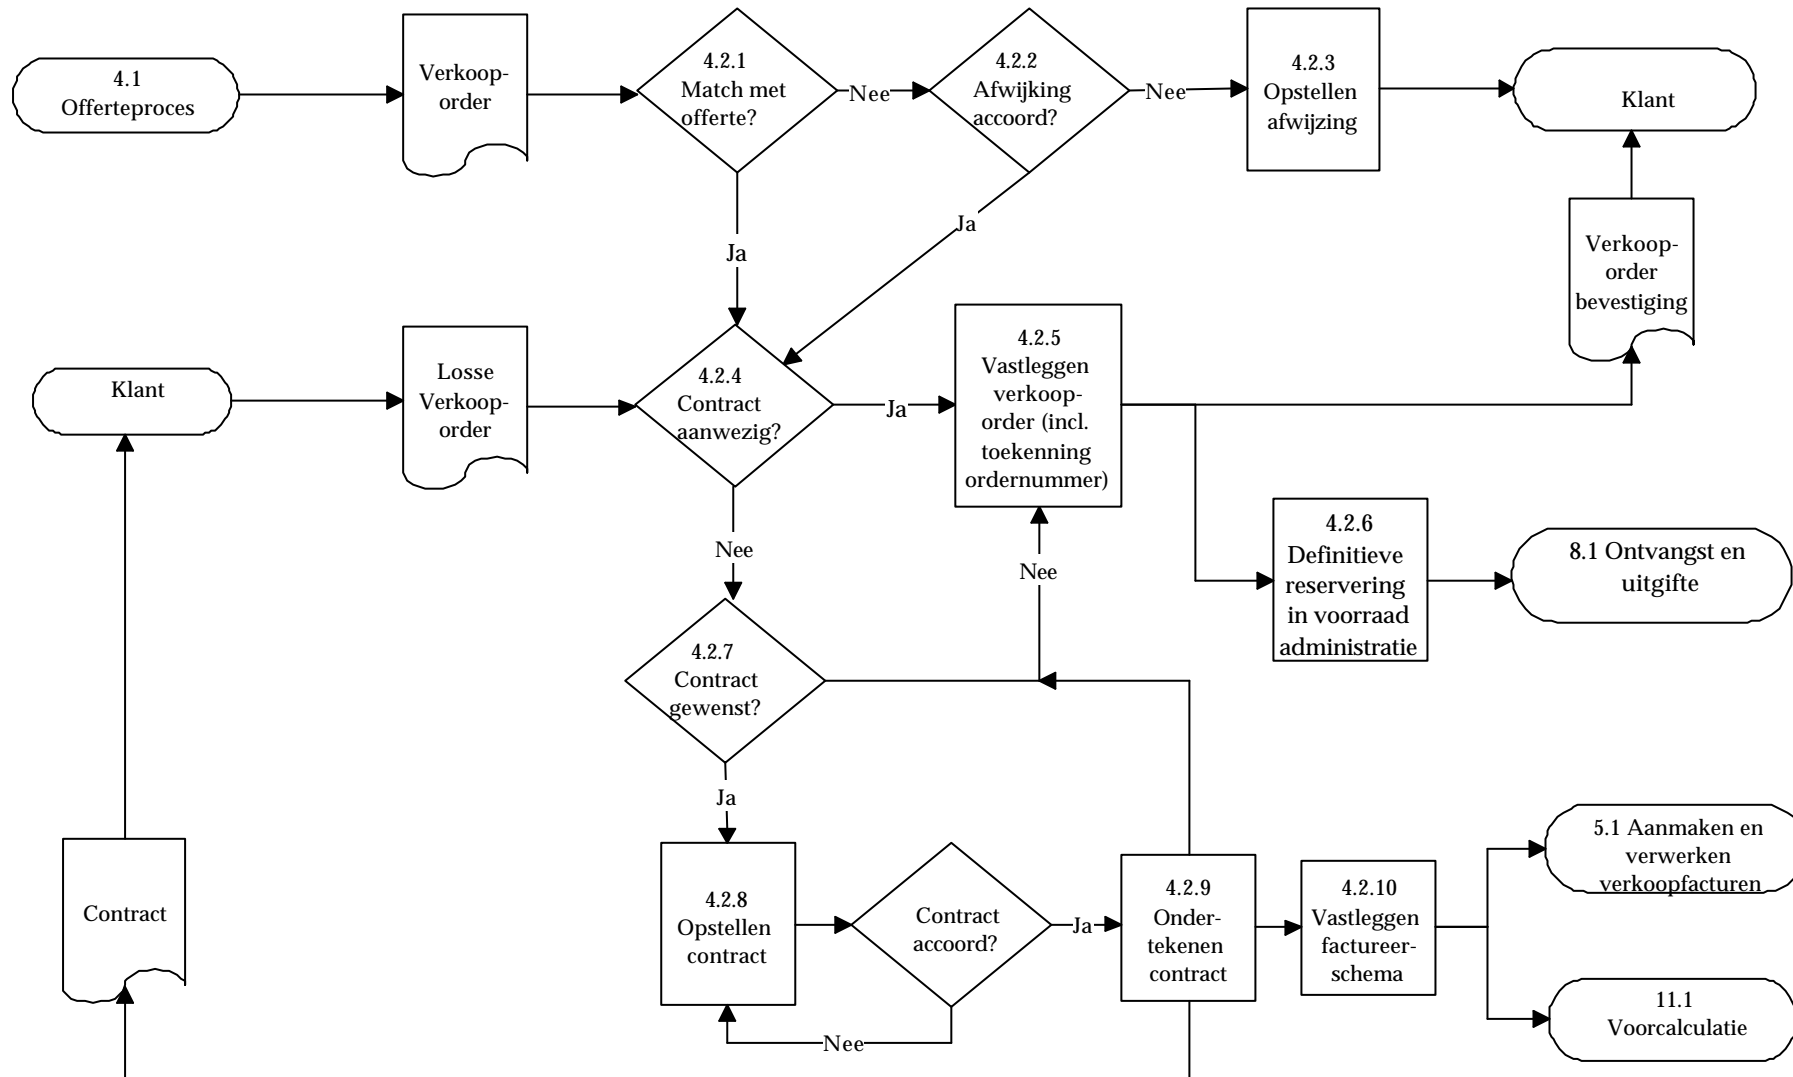 4.1
Offerteproces
Verkoop-
order
4.2.1
Match met
offerte?
Nee
4.2.2
Afwijking
accoord?
Nee
4.2.3
Opstellen
afwijzing
Klant
Ja
Ja
Verkoop-
order
bevestiging
Klant
Losse
Verkoop-
order
4.2.4
Contract
aanwezig?
Ja
4.2.5
Vastleggen
verkoop-
order (incl.
toekenning
ordernummer)
Nee
Nee
4.2.6
Definitieve
reservering
in voorraad
administratie
8.1 Ontvangst en
uitgifte
4.2.7
Contract
gewenst?
Ja
Contract
4.2.8
Opstellen
contract
Contract
accoord?
Ja
Nee
4.2.9
Onder-
tekenen
contract
4.2.10
Vastleggen
factureer-
schema
5.1 Aanmaken en
verwerken
verkoopfacturen
11.1
Voorcalculatie